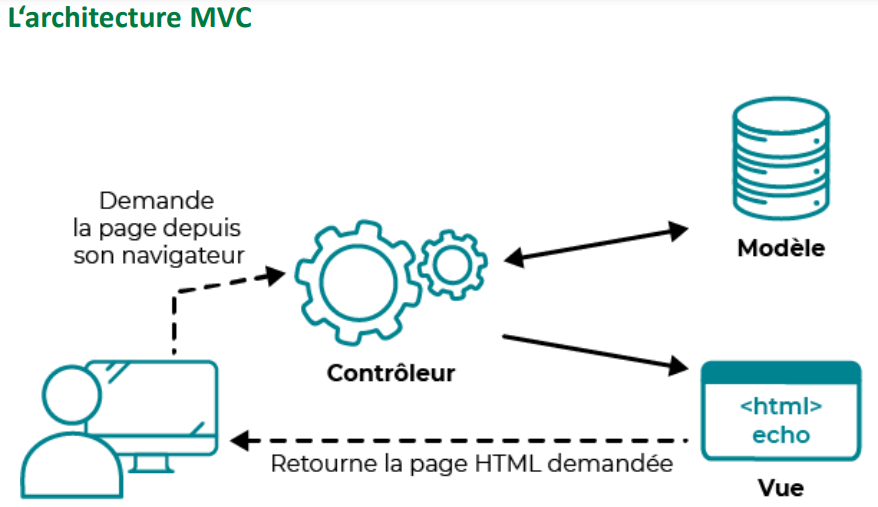 L‘architecture MVC
Demande
la page depuis
son navigateur
Modèle
Contrôleur
<html>
echo
Retourne la page HTML demandée
Vue